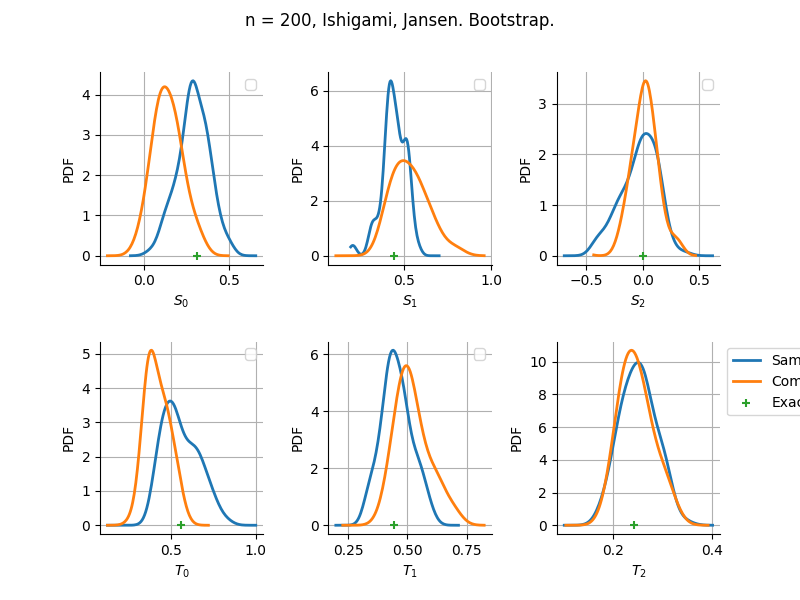 n = 200, Ishigami, Jansen. Bootstrap.
PDF
4
3
2
1
0
0.0 0.5
S0
PDF
6
4
2
0
0.5 1.0
S1
PDF
3
2
1
0
−0.5 0.0 0.5
S2
PDF
5
4
3
2
1
0
0.5 1.0
T0
PDF
6
4
2
0
0.25 0.50 0.75
T1
PDF
10
8
6
4
2
0
0.2 0.4
T2
Sam
Com
Exac